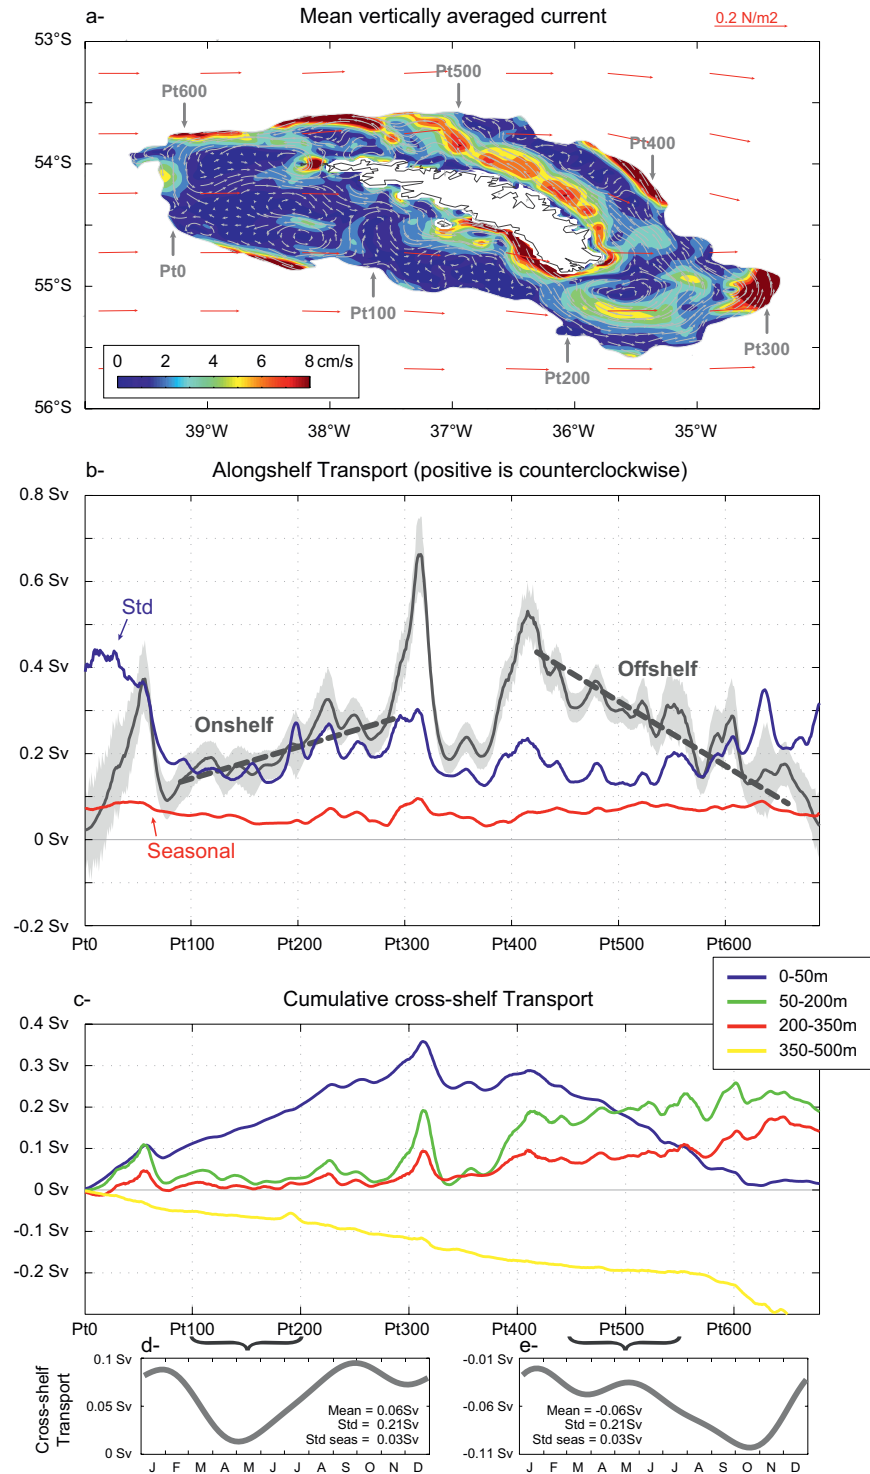 a- Mean vertically averaged current
0.2 N/m2
53°S
54°S
55°S
56°S
Pt600
Pt500
Pt400
Pt0
Pt100
Pt200
Pt300
0 2 4 6 8 cm/s
39°W 38°W 37°W 36°W 35°W
b- Alongshelf Transport (positive is counterclockwise)
0.8 Sv
0.6 Sv
0.4 Sv
0.2 Sv
0 Sv
-0.2 Sv
Std
Onshelf
Offshelf
Seasonal
Pt0 Pt100 Pt200 Pt300 Pt400 Pt500 Pt600
0-50m
50-200m
200-350m
350-500m
c- Cumulative cross-shelf Transport
0.4 Sv
0.3 Sv
0.2 Sv
0.1 Sv
0 Sv
-0.1 Sv
-0.2 Sv
Pt0 Pt100 Pt200 Pt300 Pt400 Pt500 Pt600
d-
Cross-shelf
Transport
0.1 Sv
0.05 Sv
0 Sv
Mean = 0.06Sv
Std = 0.21Sv
Std seas = 0.03Sv
J F M A M J J A S O N D
e-
-0.01 Sv
-0.06 Sv
-0.11Sv
Mean = -0.06Sv
Std = 0.21Sv
Std seas = 0.03Sv
J F M A M J J A S O N D